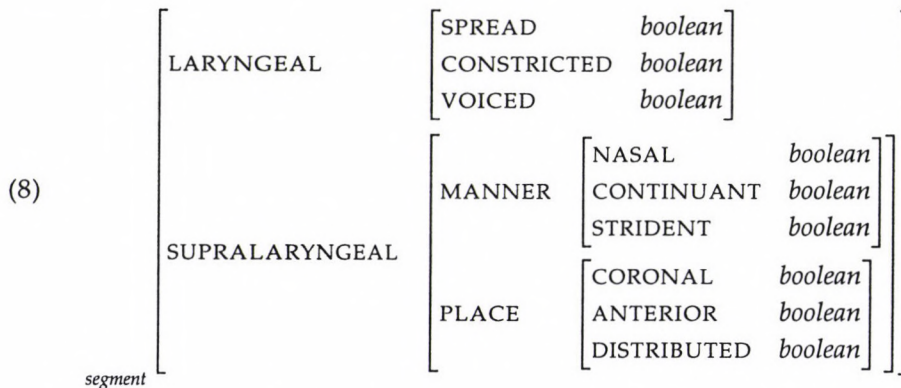 SPREAD boolean
LARYNGEAL CONSTRICTED boolean
VOICED boolean
NASAL boolean
(8) MANNER CONTINUANT boolean
STRIDENT boolean
SUPRALARYNGEAL
CORONAL boolean
PLACE ANTERIOR boolean
DISTRIBUTED boolean
segment